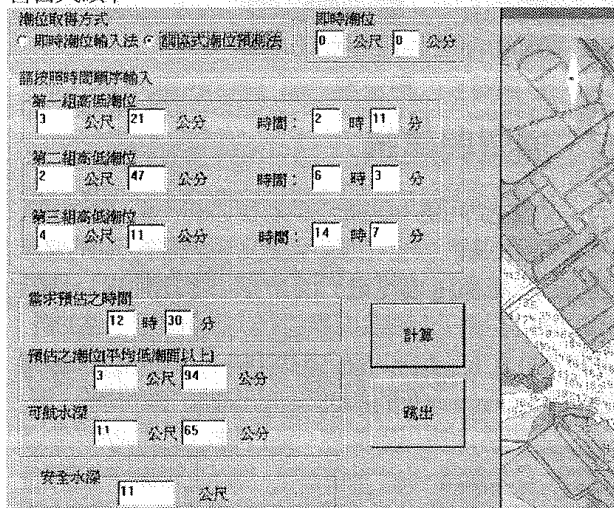 潮位取得方式
即時潮位輸入法 調區式潮位預測法
即時潮位
0 公尺 0 公分
請按照時間順序輸入
第一組高低潮位
3 公尺 21 公分 時間： 2 時 11 分
第二組高低潮位
2 公尺 47 公分 時間： 6 時 3 分
第三組高低潮位
4 公尺 11 公分 時間： 14 時 7 分
需求預估之時間
12 時 30 分
計算
預估之潮位(平均低潮面以上)
3 公尺 94 公分
可航水深
11 公尺 65 公分
跳出
安全水深
11 公尺